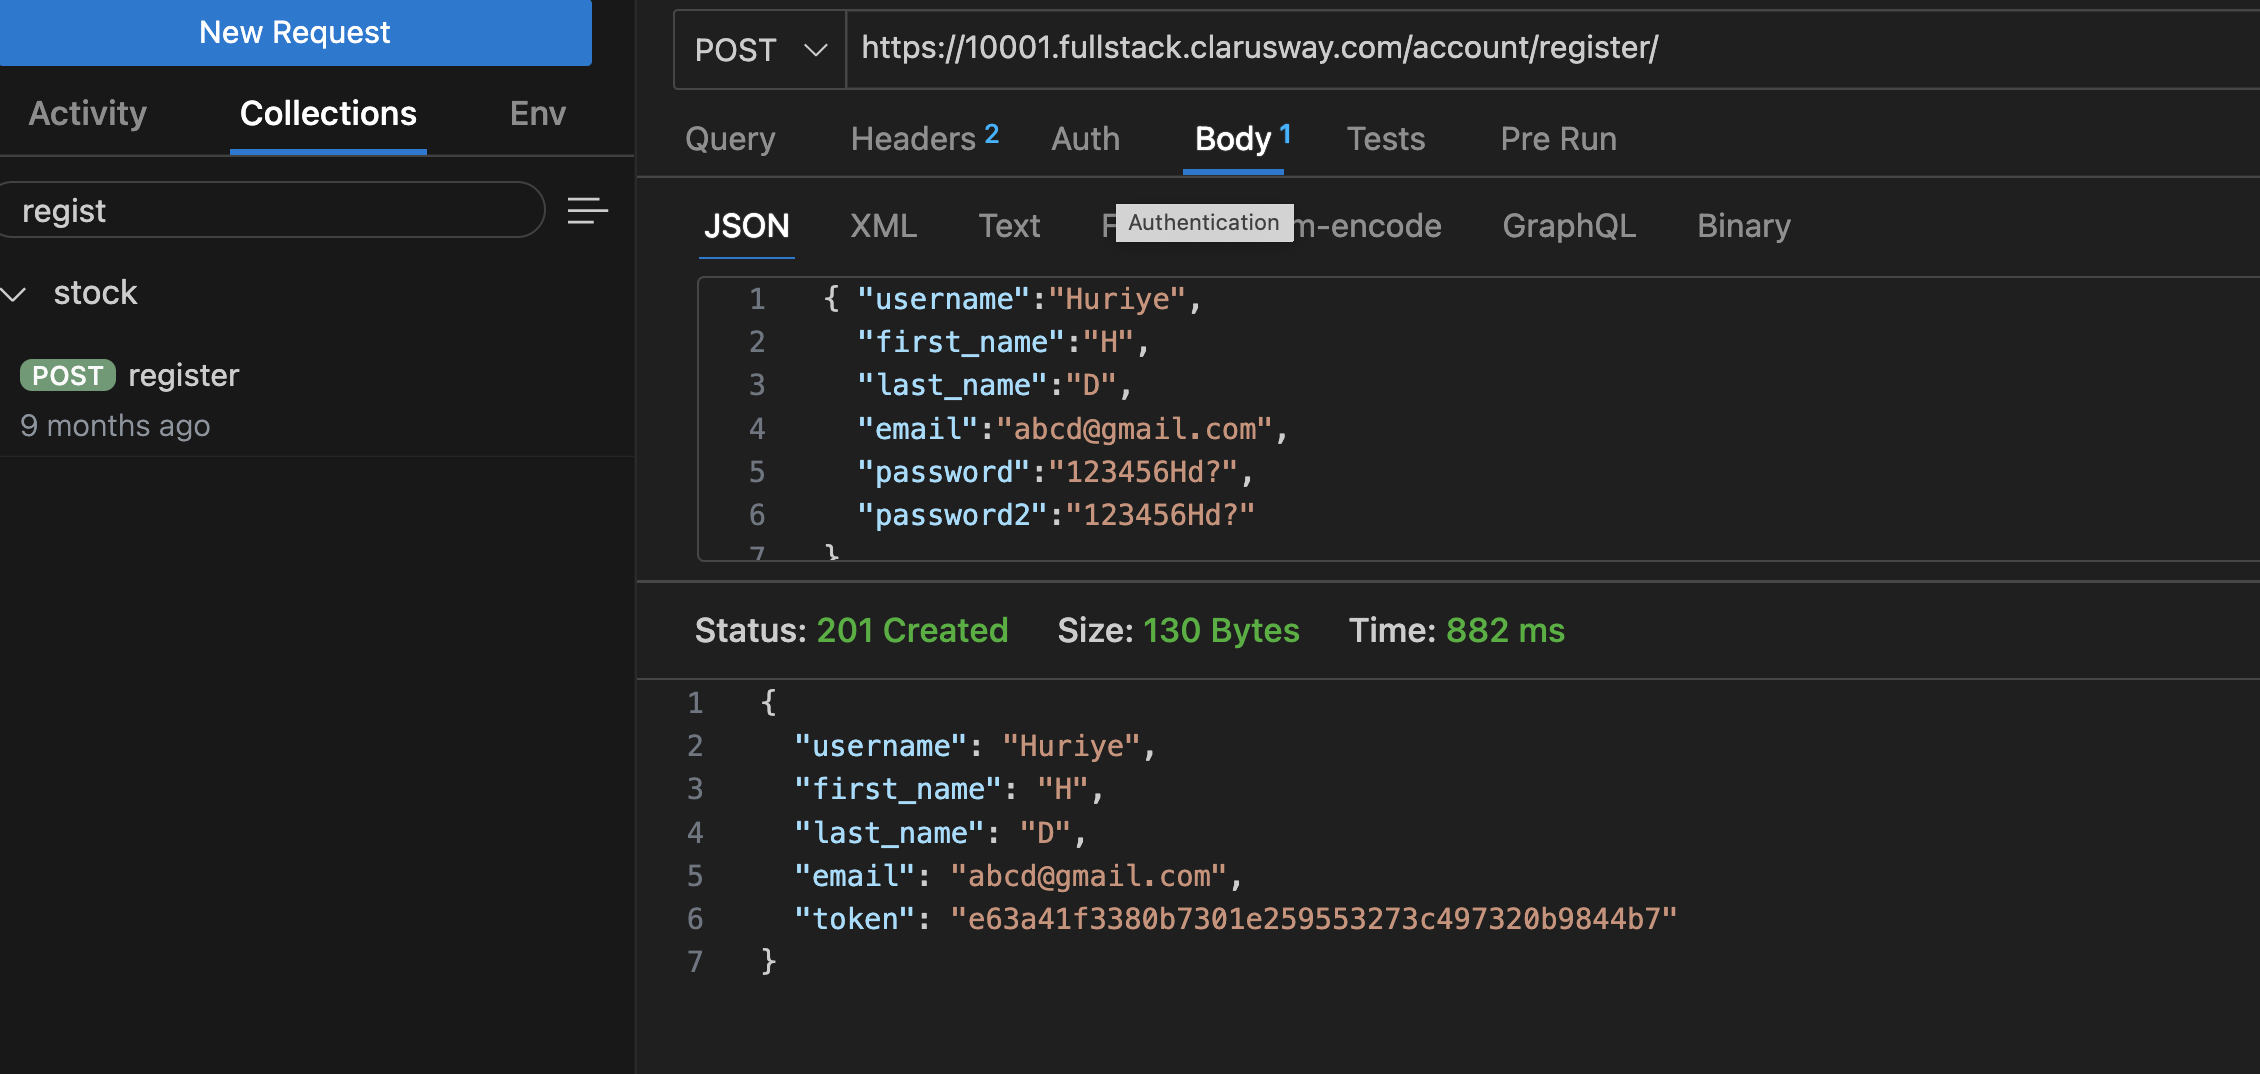 New Request
Activity Collections Env
regist
stock
POST register
9 months ago
POST https://10001.fullstack.clarusway.com/account/register/
Query Headers 2 Auth Body 1 Tests Pre Run
JSON XML Text F Authentication m-encode GraphQL Binary
1 { "username":"Huriye",
2 "first_name":"H",
3 "last_name":"D",
4 "email":"abcd@gmail.com",
5 "password":"123456Hd?",
6 "password2":"123456Hd?"
7 }
Status: 201 Created Size: 130 Bytes Time: 882 ms
1 {
2 "username": "Huriye",
3 "first_name": "H",
4 "last_name": "D",
5 "email": "abcd@gmail.com",
6 "token": "e63a41f3380b7301e259553273c497320b9844b7"
7 }